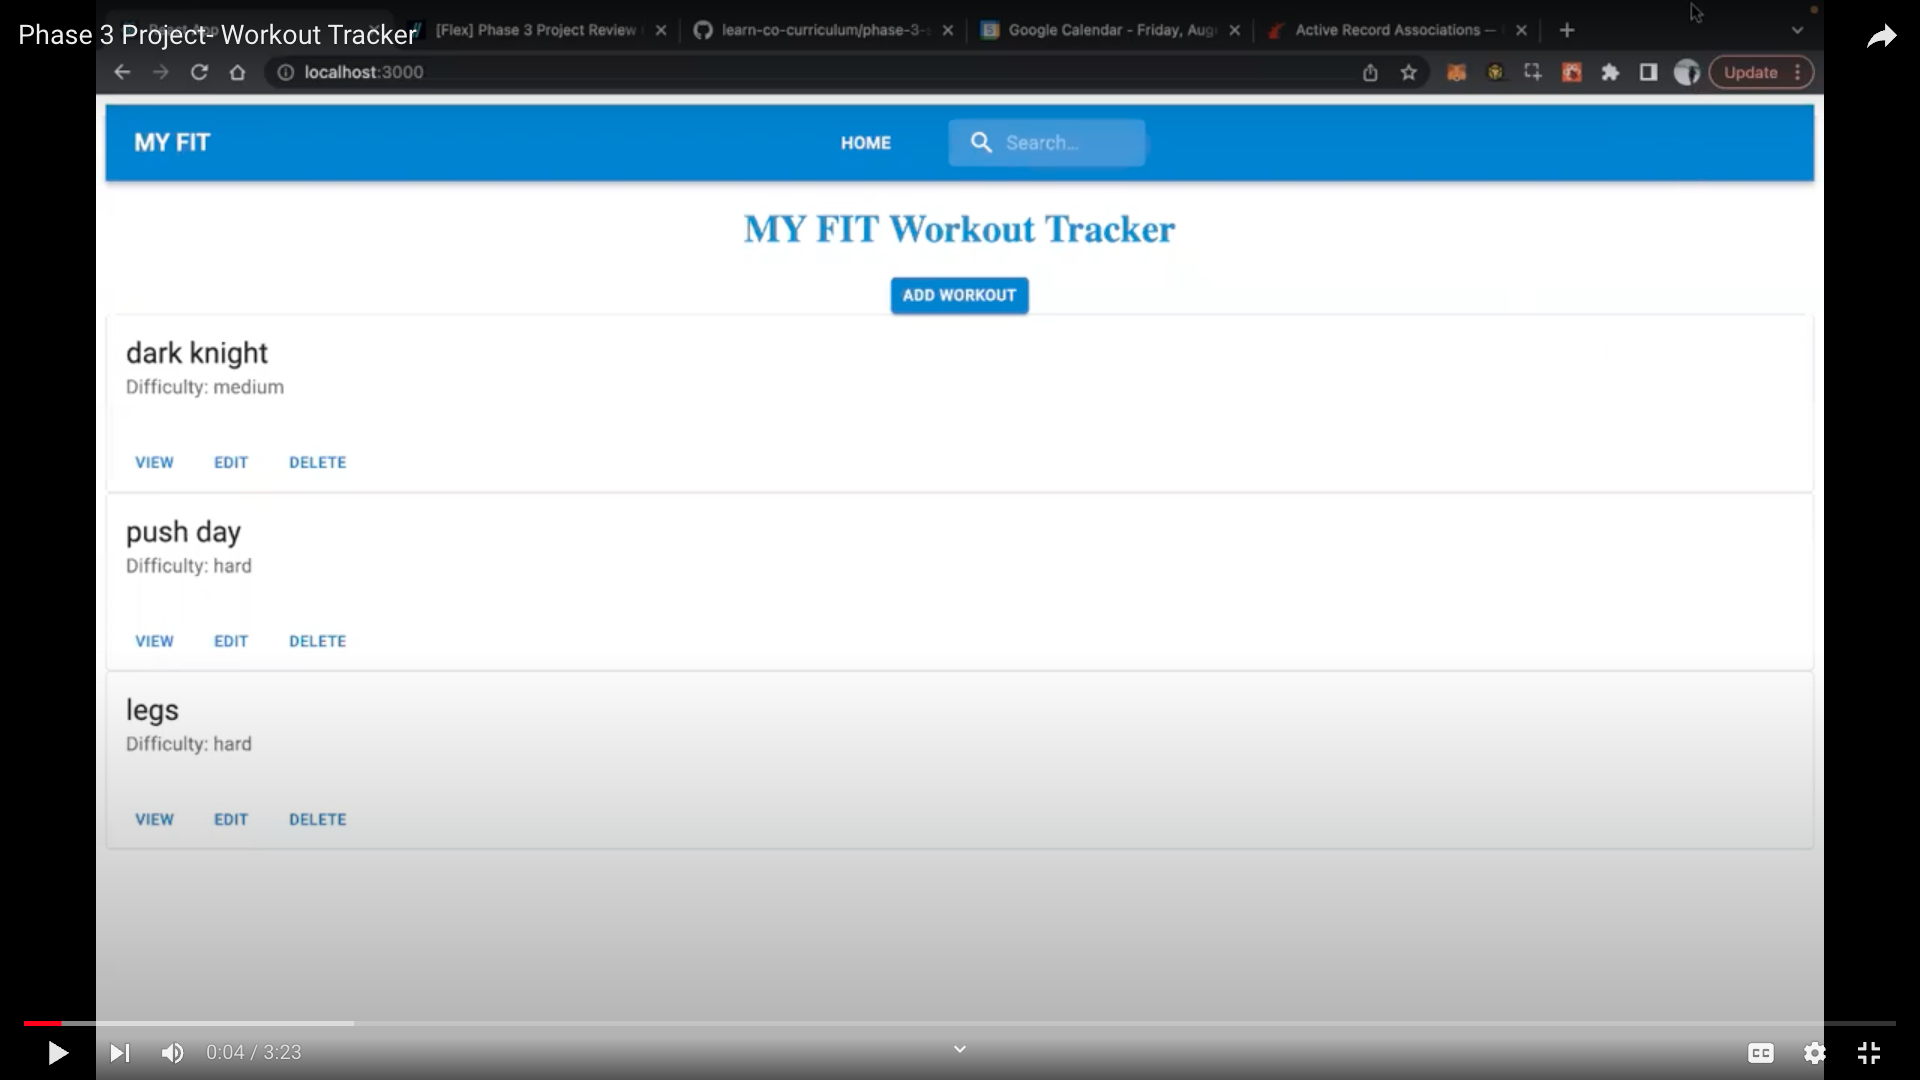 Phase 3 Project- Workout Tracker
[Flex] Phase 3 Project Review
learn-co-curriculum/phase-3-
Google Calendar - Friday, Aug
Active Record Associations —
localhost:3000
Update
MY FIT
HOME
Search...
MY FIT Workout Tracker
ADD WORKOUT
dark knight
Difficulty: medium
VIEW EDIT DELETE
push day
Difficulty: hard
VIEW EDIT DELETE
legs
Difficulty: hard
VIEW EDIT DELETE
0:04 / 3:23
CC